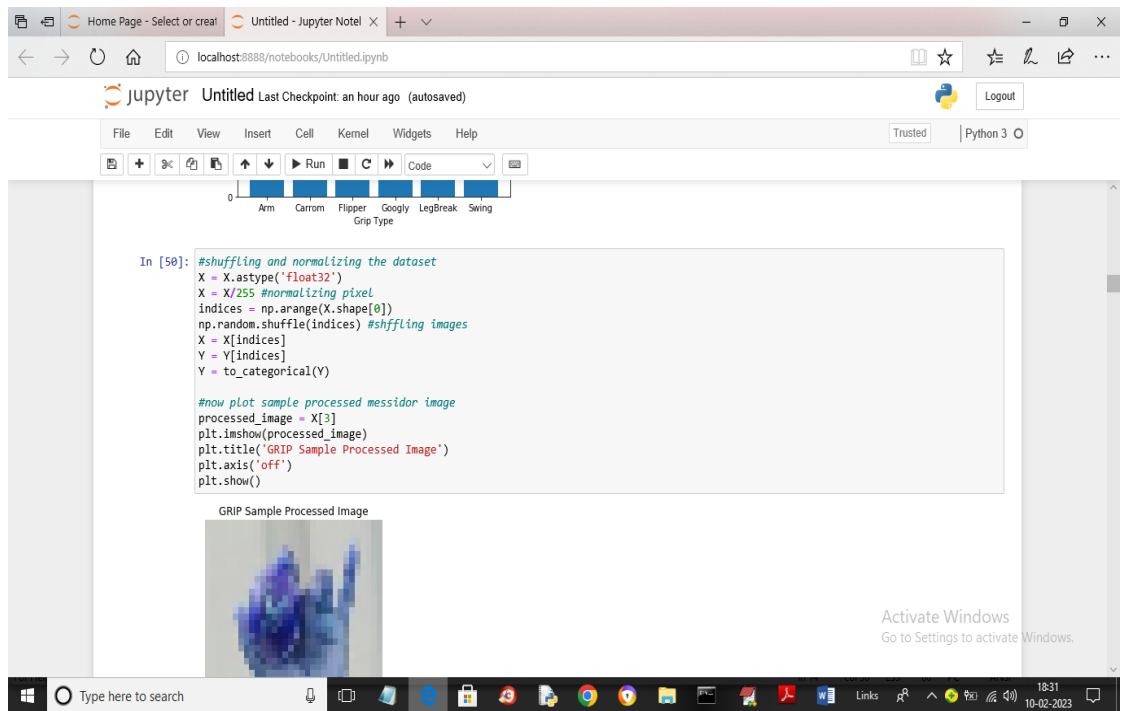 Home Page - Select or creat
Untitled - Jupyter Notel
localhost:8888/notebooks/Untitled.ipynb
jupyter Untitled Last Checkpoint: an hour ago (autosaved)
Logout
File Edit View Insert Cell Kernel Widgets Help
Trusted Python 3
Run Code
0
Arm Carrom Flipper Googly LegBreak Swing
Grip Type
In [50]: #shuffling and normalizing the dataset
X = X.astype('float32')
X = X/255 #normalizing pixel
indices = np.arange(X.shape[0])
np.random.shuffle(indices) #shffling images
X = X[indices]
Y = Y[indices]
Y = to_categorical(Y)
#now plot sample processed messidor image
processed_image = X[3]
plt.imshow(processed_image)
plt.title('GRIP Sample Processed Image')
plt.axis('off')
plt.show()
GRIP Sample Processed Image
Activate Windows
Go to Settings to activate Windows.
Type here to search
Links
18:31
10-02-2023